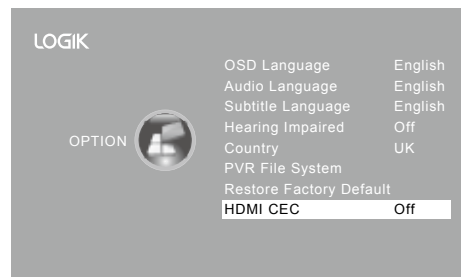 LOGIK
OPTION
OSD Language English
Audio Language English
Subtitle Language English
Hearing Impaired Off
Country UK
PVR File System
Restore Factory Default
HDMI CEC Off